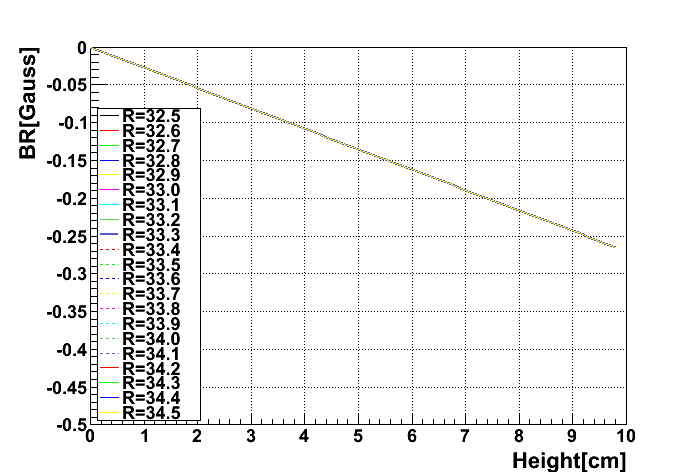 BR[Gauss]
0
-0.05
-0.1
-0.15
-0.2
-0.25
-0.3
-0.35
-0.4
-0.45
-0.5
R=32.5
R=32.6
R=32.7
R=32.8
R=32.9
R=33.0
R=33.1
R=33.2
R=33.3
R=33.4
R=33.5
R=33.6
R=33.7
R=33.8
R=33.9
R=34.0
R=34.1
R=34.2
R=34.3
R=34.4
R=34.5
0 1 2 3 4 5 6 7 8 9 10
Height[cm]